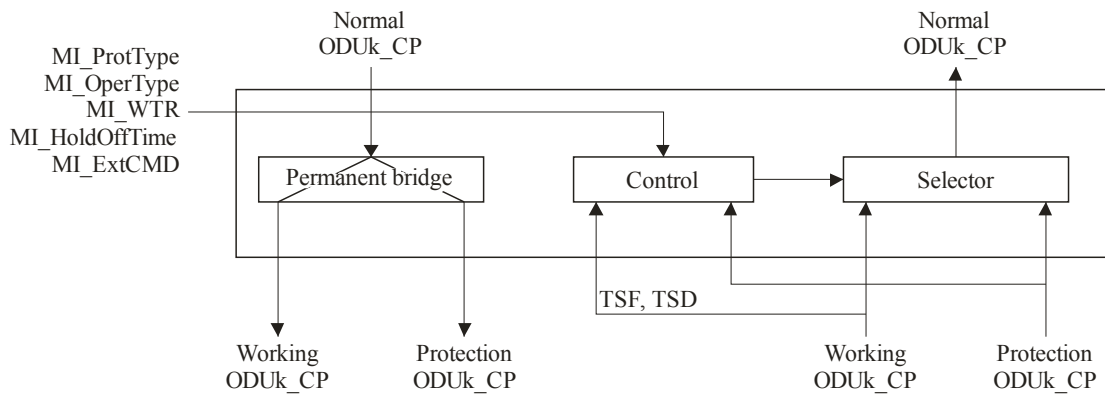 Normal
ODUk_CP
Normal
ODUk_CP
MI_ProtType
MI_OperType
MI_WTR
MI_HoldOffTime
MI_ExtCMD
Permanent bridge
Control
Selector
TSF, TSD
Working
ODUk_CP
Protection
ODUk_CP
Working
ODUk_CP
Protection
ODUk_CP